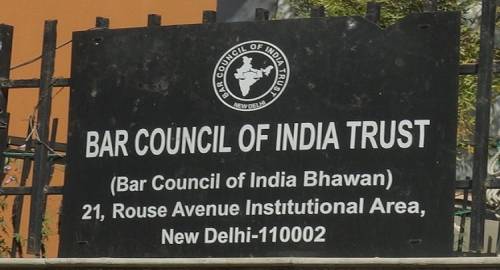 BAR COUNCIL OF INDIA TRUST
NEW DELHI
BAR COUNCIL OF INDIA TRUST
(Bar Council of India Bhawan)
21, Rouse Avenue Institutional Area,
New Delhi-110002